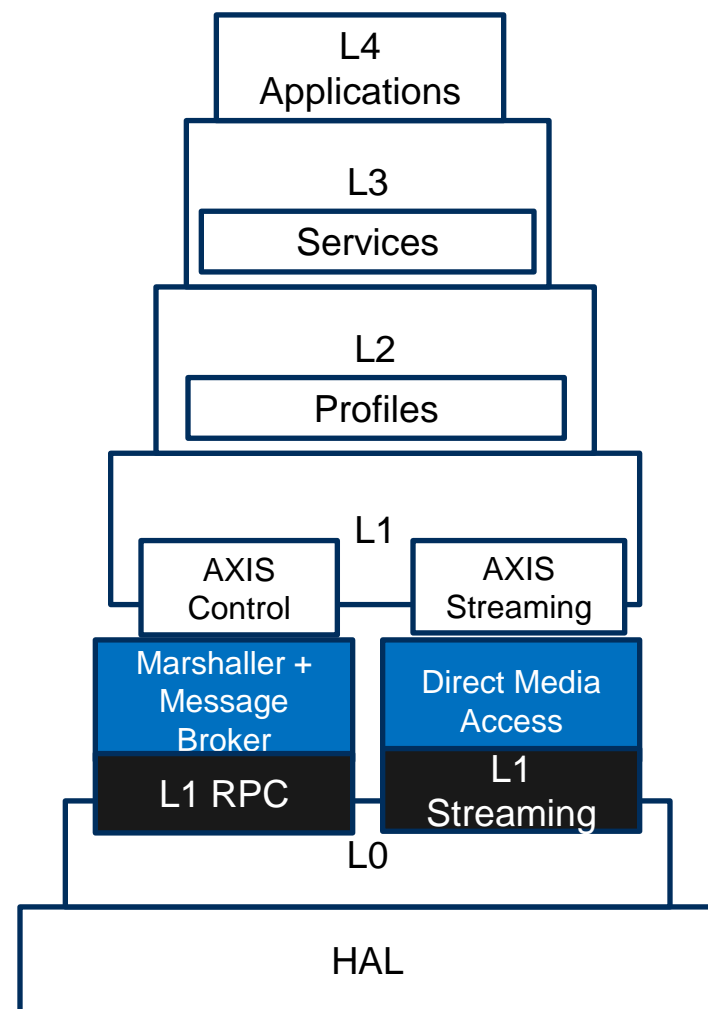 L4
Applications
L3
Services
L2
Profiles
L1
AXIS
Control
AXIS
Streaming
Marshaller +
Message
Broker
Direct Media
Access
L1 RPC
L1
Streaming
L0
HAL